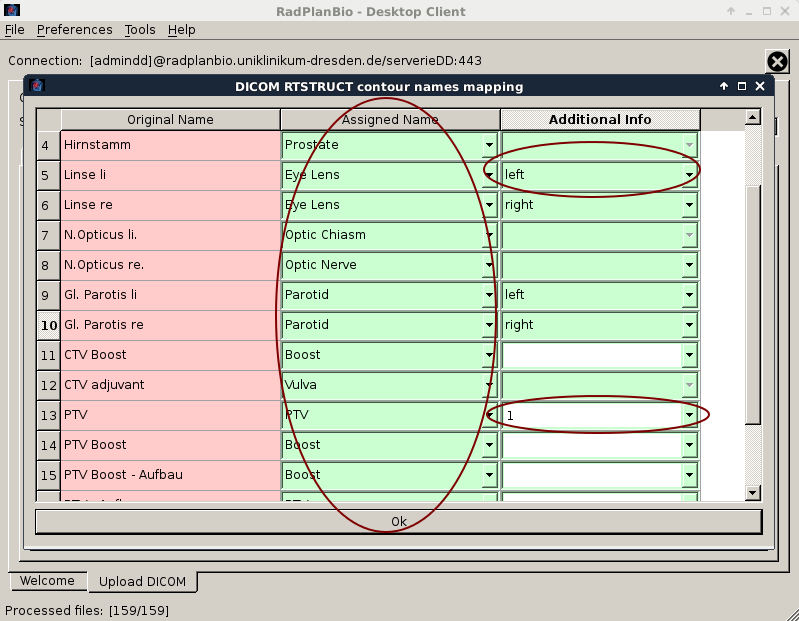 RadPlanBio - Desktop Client
File Preferences Tools Help
Connection: [admindd]@radplanbio.uniklinikum-dresden.de/serverieDD:443
DICOM RTSTRUCT contour names mapping
Original Name Assigned Name Additional Info
4 Hirnstamm Prostate
5 Linse li Eye Lens left
6 Linse re Eye Lens right
7 N.Opticus li. Optic Chiasm
8 N.Opticus re. Optic Nerve
9 Gl. Parotis li Parotid left
10 Gl. Parotis re Parotid right
11 CTV Boost Boost
12 CTV adjuvant Vulva
13 PTV PTV 1
14 PTV Boost Boost
15 PTV Boost - Aufbau Boost
Ok
Welcome Upload DICOM
Processed files: [159/159]